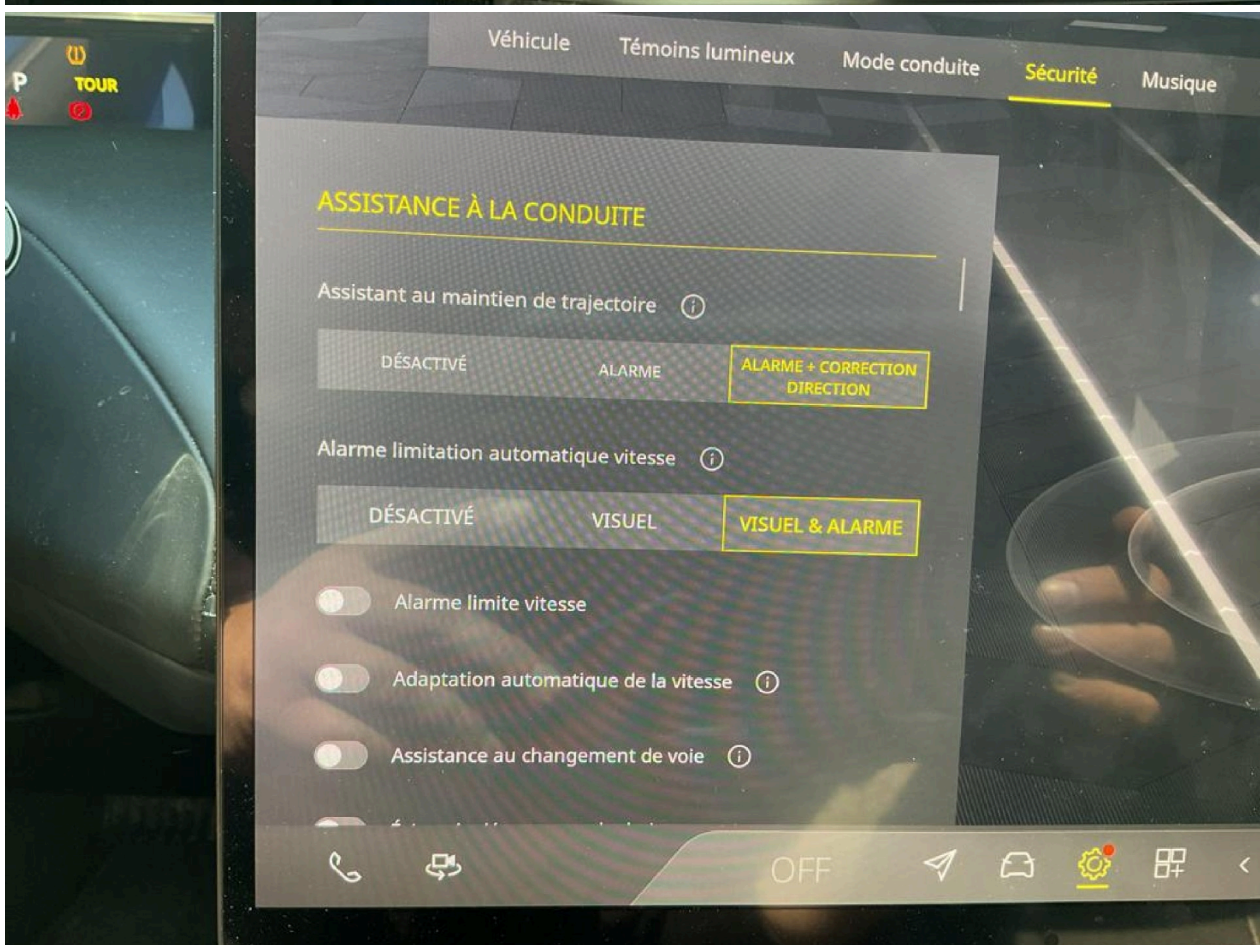 P
TOUR
Véhicule Témoins lumineux Mode conduite Sécurité Musique
ASSISTANCE À LA CONDUITE
Assistant au maintien de trajectoire
DÉSACTIVÉ ALARME ALARME + CORRECTION
DIRECTION
Alarme limitation automatique vitesse
DÉSACTIVÉ VISUEL VISUEL & ALARME
Alarme limite vitesse
Adaptation automatique de la vitesse
Assistance au changement de voie
OFF